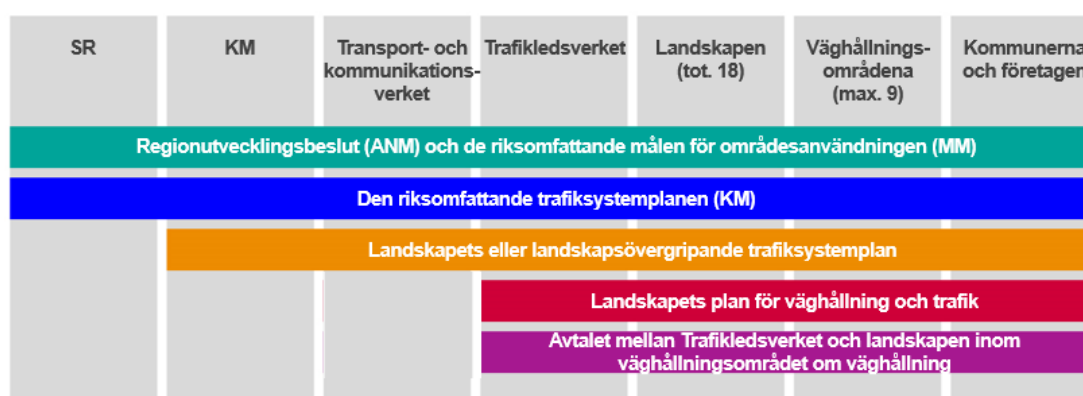 SR
KM
Transport- och
kommunikations-
verket
Trafikledsverket
Landskapen
(tot. 18)
Väghållnings-
områdena
(max. 9)
Kommunerna
och företagen
Regionutvecklingsbeslut (ANM) och de riksomfattande målen för områdesanvändningen (MM)
Den riksomfattande trafiksystemplanen (KM)
Landskapets eller landskapsövergripande trafiksystemplan
Landskapets plan för väghållning och trafik
Avtalet mellan Trafikledsverket och landskapen inom
väghållningsområdet om väghållning